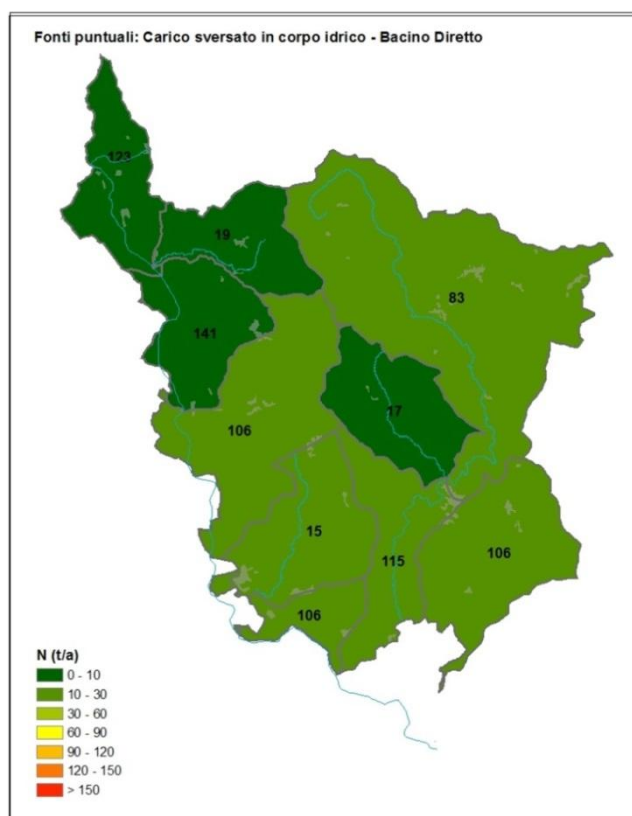 Fonti puntuali: Carico sversato in corpo idrico - Bacino Diretto
123
19
83
141
17
106
15
115
106
106
N (t/a)
0 - 10
10 - 30
30 - 60
60 - 90
90 - 120
120 - 150
> 150